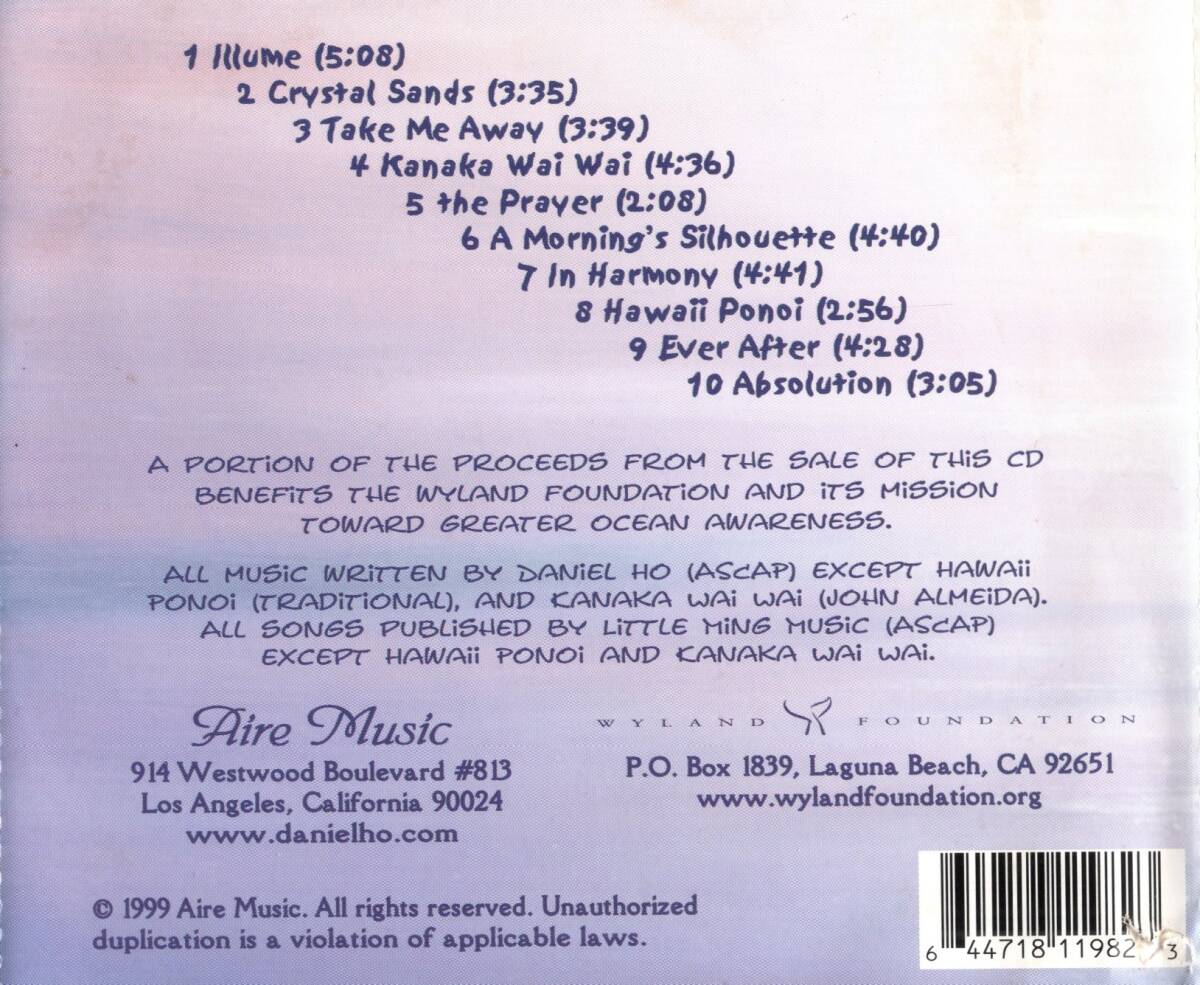 1 Illume (5:08)
2 Crystal Sands (3:35)
3 Take Me Away (3:39)
4 Kanaka Wai Wai (4:36)
5 the Prayer (2:08)
6 A Morning's Silhouette (4:40)
7 In Harmony (4:41)
8 Hawaii Ponoi (2:56)
9 Ever After (4:28)
10 Absolution (3:05)
A PORTION OF THE PROCEEDS FROM THE SALE OF THIS CD
BENEFITS THE WYLAND FOUNDATION AND ITS MISSION
TOWARD GREATER OCEAN AWARENESS.
ALL MUSIC WRITTEN BY DANIEL HO (ASCAP) EXCEPT HAWAII
PONOI (TRADITIONAL), AND KANAKA WAI WAI (JOHN ALMEIDA).
ALL SONGS PUBLISHED BY LITTLE MING MUSIC (ASCAP)
EXCEPT HAWAII PONOI AND KANAKA WAI WAI.
Aire Music
914 Westwood Boulevard #813
Los Angeles, California 90024
www.danielho.com
WYLAND FOUNDATION
P.O. Box 1839, Laguna Beach, CA 92651
www.wylandfoundation.org
© 1999 Aire Music. All rights reserved. Unauthorized
duplication is a violation of applicable laws.
6 44718 11982 3